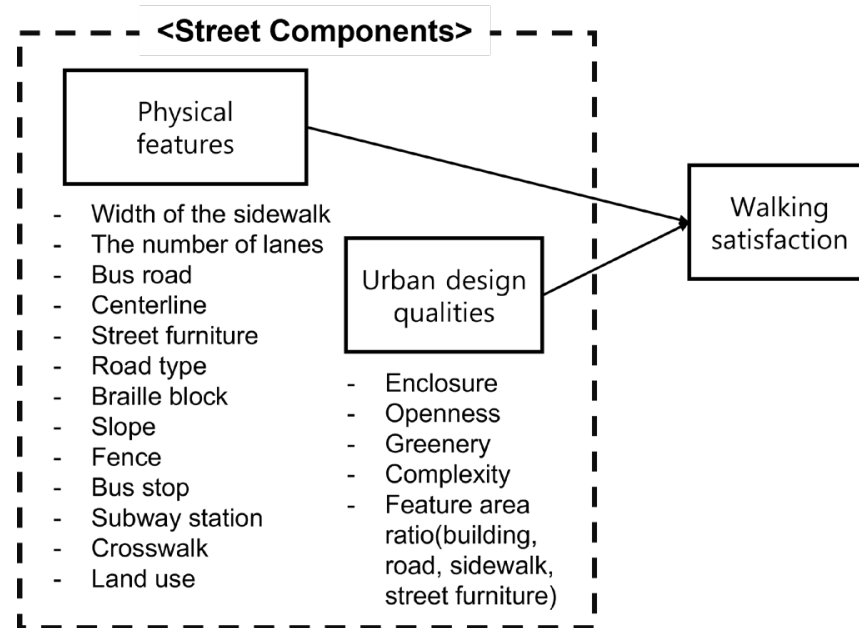 <Street Components>
Physical
features
- Width of the sidewalk
- The number of lanes
- Bus road
- Centerline
- Street furniture
- Road type
- Braille block
- Slope
- Fence
- Bus stop
- Subway station
- Crosswalk
- Land use
Urban design
qualities
- Enclosure
- Openness
- Greenery
- Complexity
- Feature area
ratio(building,
road, sidewalk,
street furniture)
Walking
satisfaction